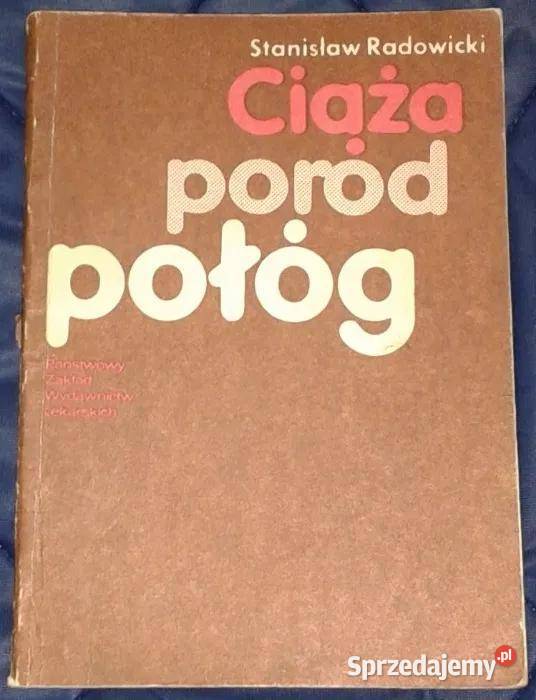 Stanisław Radowicki
Ciąża
poród
połóg
Państwowy
Zakład
Wydawnictw
Lekarskich
Sprzedajemy.pl